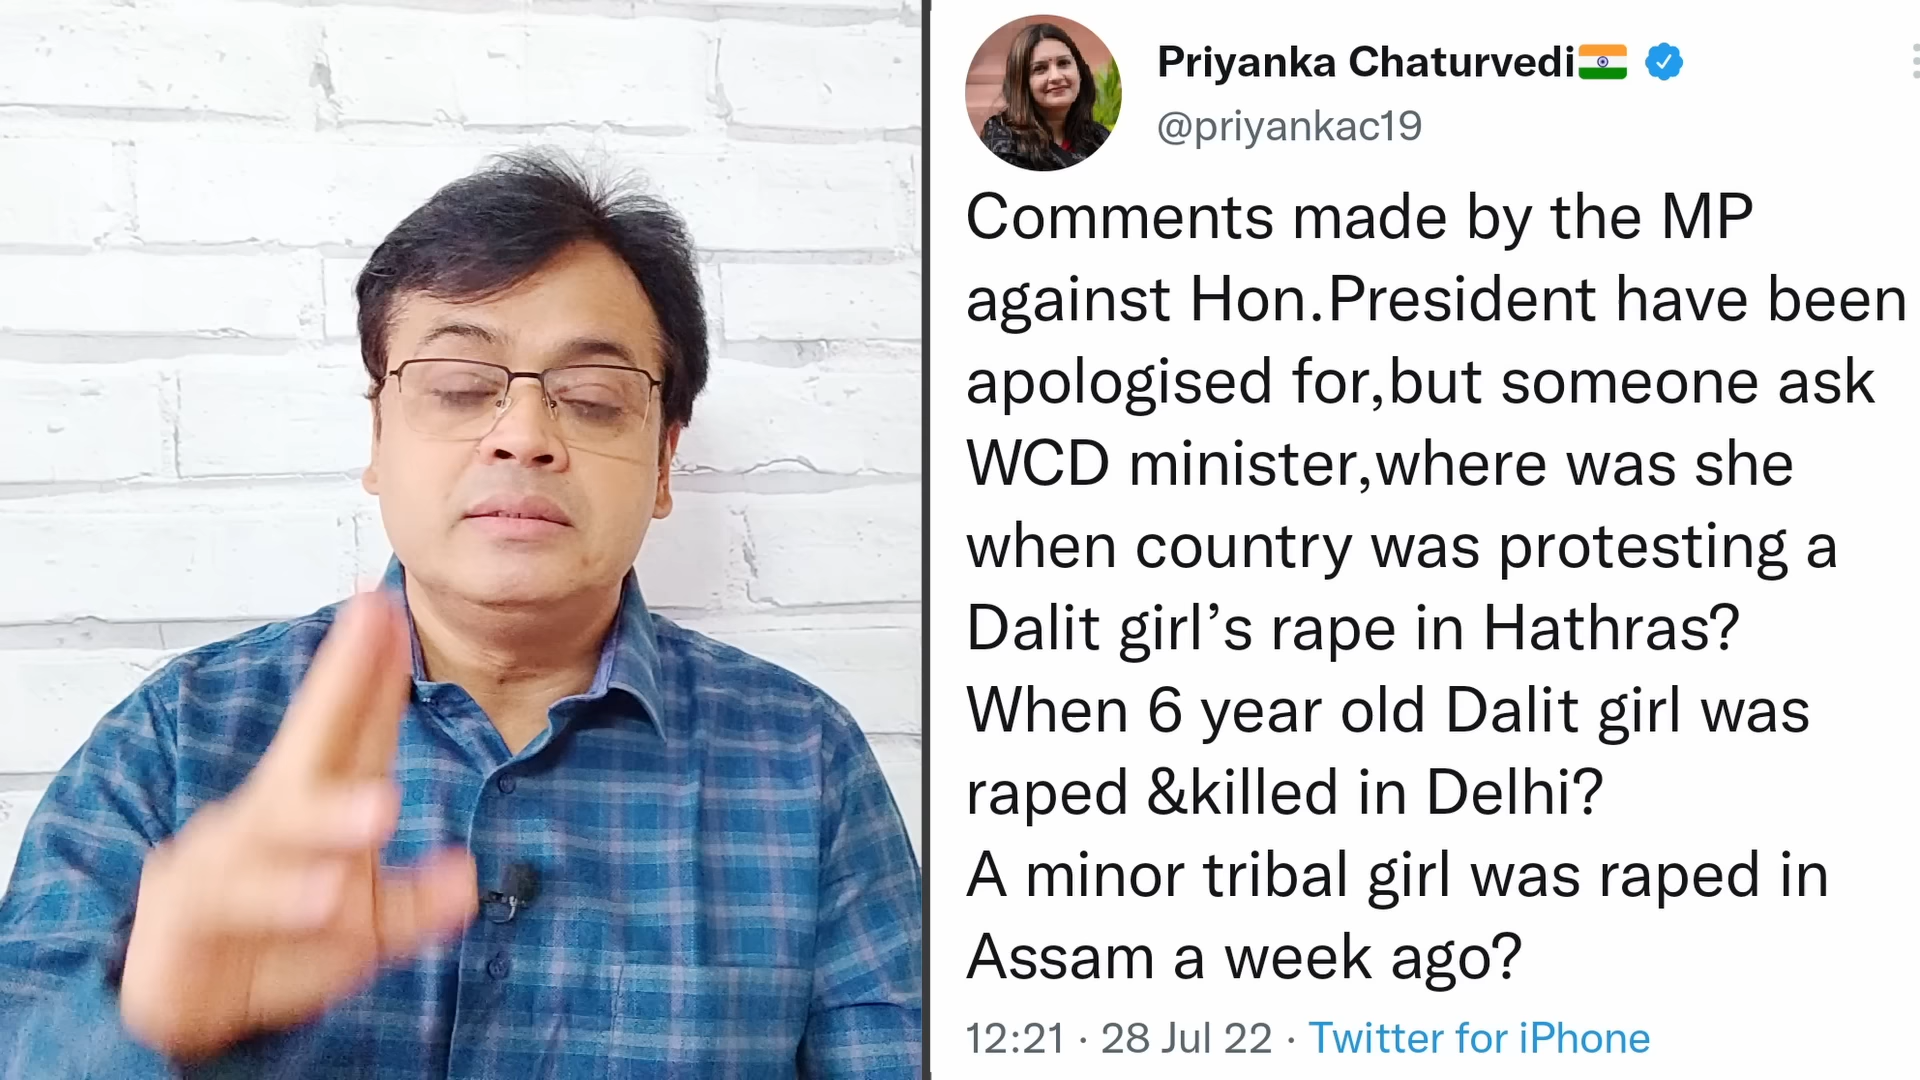 Priyanka Chaturvedi🇮🇳
@priyankac19
Comments made by the MP
against Hon.President have been
apologised for,but someone ask
WCD minister,where was she
when country was protesting a
Dalit girl’s rape in Hathras?
When 6 year old Dalit girl was
raped &killed in Delhi?
A minor tribal girl was raped in
Assam a week ago?
12:21 · 28 Jul 22 · Twitter for iPhone